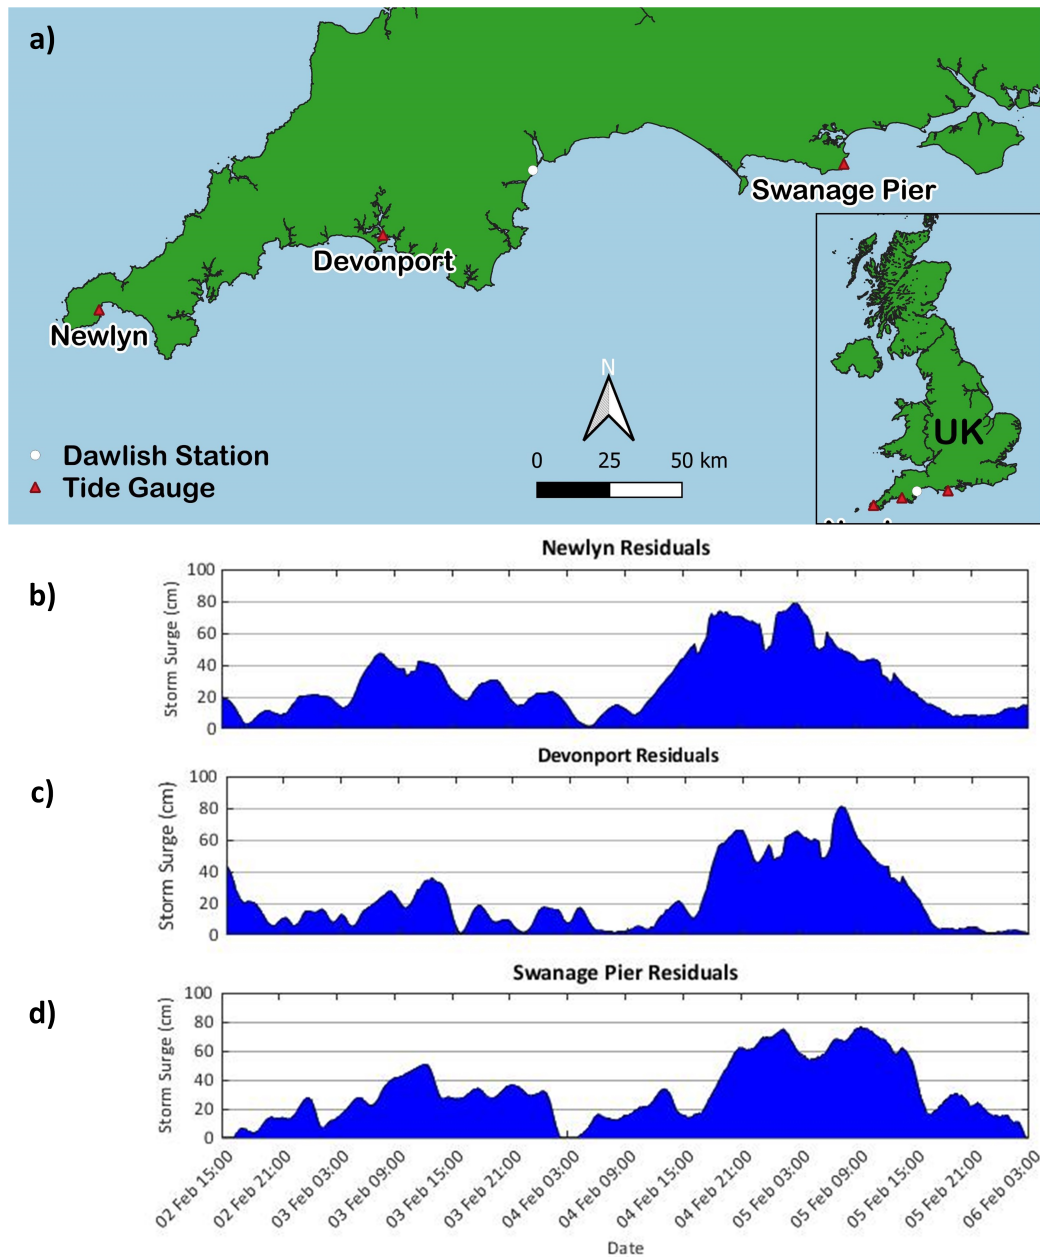 a)
Swanage Pier
Devonport
Newlyn
UK
N
Dawlish Station
Tide Gauge
0 25 50 km
b)
Newlyn Residuals
Storm Surge (cm)
100
80
60
40
20
0
c)
Devonport Residuals
Storm Surge (cm)
100
80
60
40
20
0
d)
Swanage Pier Residuals
Storm Surge (cm)
100
80
60
40
20
0
02 Feb 15:00
02 Feb 21:00
03 Feb 03:00
03 Feb 09:00
03 Feb 15:00
03 Feb 21:00
04 Feb 03:00
04 Feb 09:00
04 Feb 15:00
04 Feb 21:00
05 Feb 03:00
05 Feb 09:00
05 Feb 15:00
05 Feb 21:00
06 Feb 03:00
Date